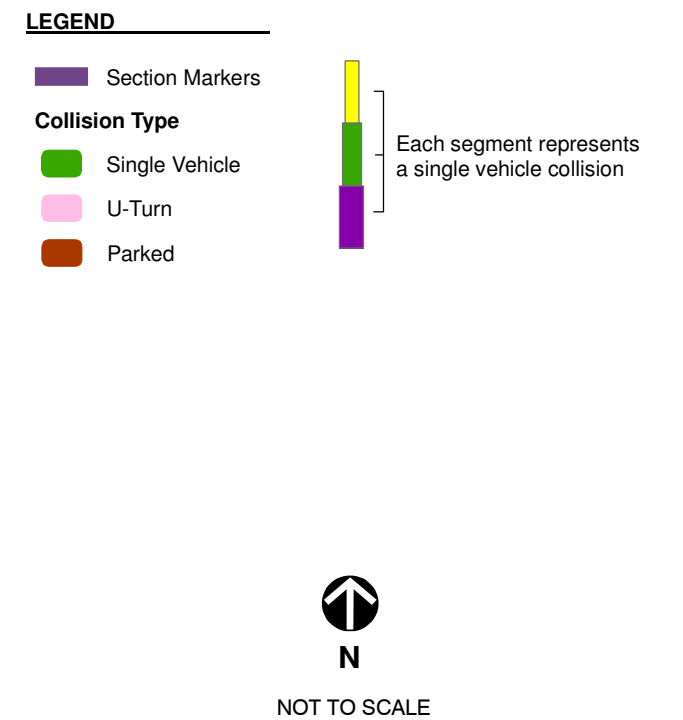 LEGEND
Section Markers
Collision Type
Single Vehicle
U-Turn
Parked
Each segment represents
a single vehicle collision
N
NOT TO SCALE